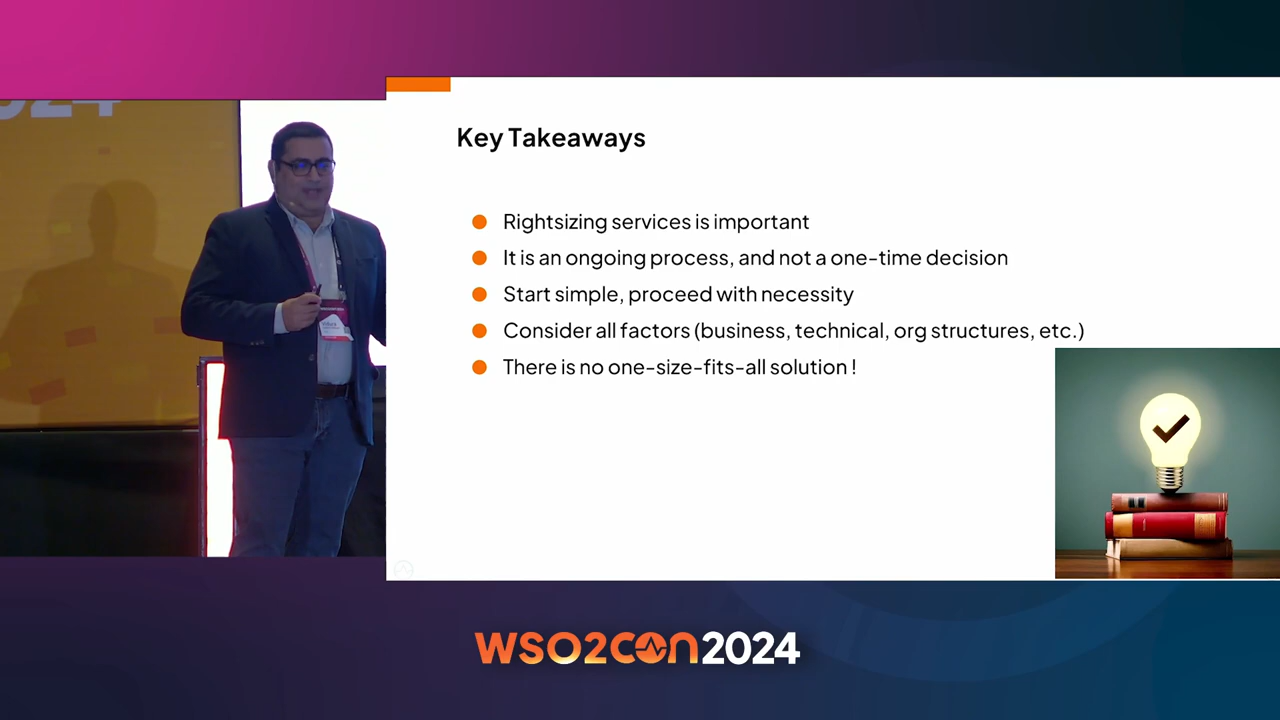 024
Key Takeaways
Rightsizing services is important
It is an ongoing process, and not a one-time decision
Start simple, proceed with necessity
Consider all factors (business, technical, org structures, etc.)
There is no one-size-fits-all solution !
WSO2CON2024